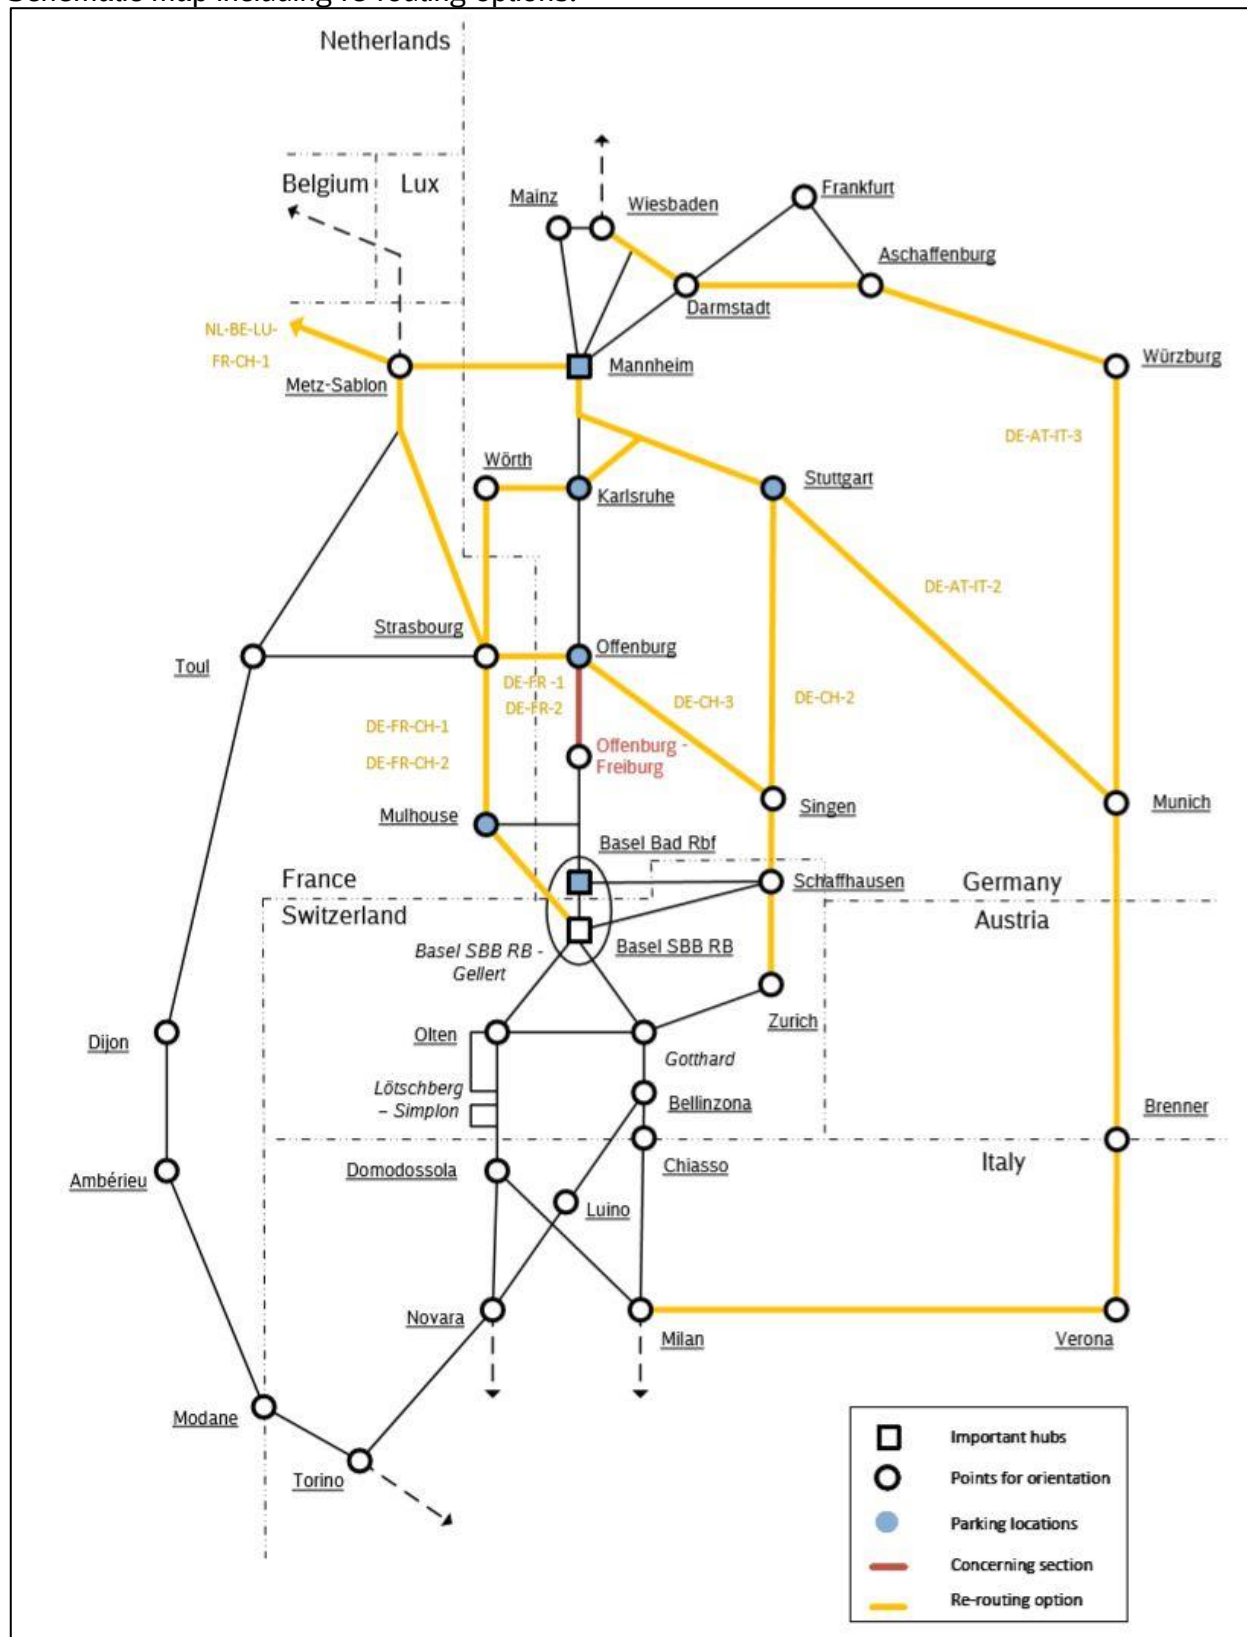 Schematic map including re-routing options:
Netherlands
Belgium
Lux
Mainz
Wiesbaden
Frankfurt
Aschaffenburg
Darmstadt
NL-BE-LU-
FR-CH-1
Metz-Sablon
Mannheim
Würzburg
DE-AT-IT-3
Wörth
Karlsruhe
Stuttgart
DE-AT-IT-2
Strasbourg
Offenburg
Toul
DE-FR -1
DE-FR-2
DE-CH-3
DE-CH-2
DE-FR-CH-1
DE-FR-CH-2
Offenburg -
Freiburg
Singen
Munich
Mulhouse
Basel Bad Rbf
France
Schaffhausen
Germany
Switzerland
Austria
Basel SBB RB -
Gellert
Basel SBB RB
Zurich
Dijon
Olten
Gotthard
Lötschberg
– Simplon
Bellinzona
Brenner
Ambérieu
Domodossola
Chiasso
Italy
Luino
Novara
Milan
Verona
Modane
Torino
Important hubs
Points for orientation
Parking locations
Concerning section
Re-routing option